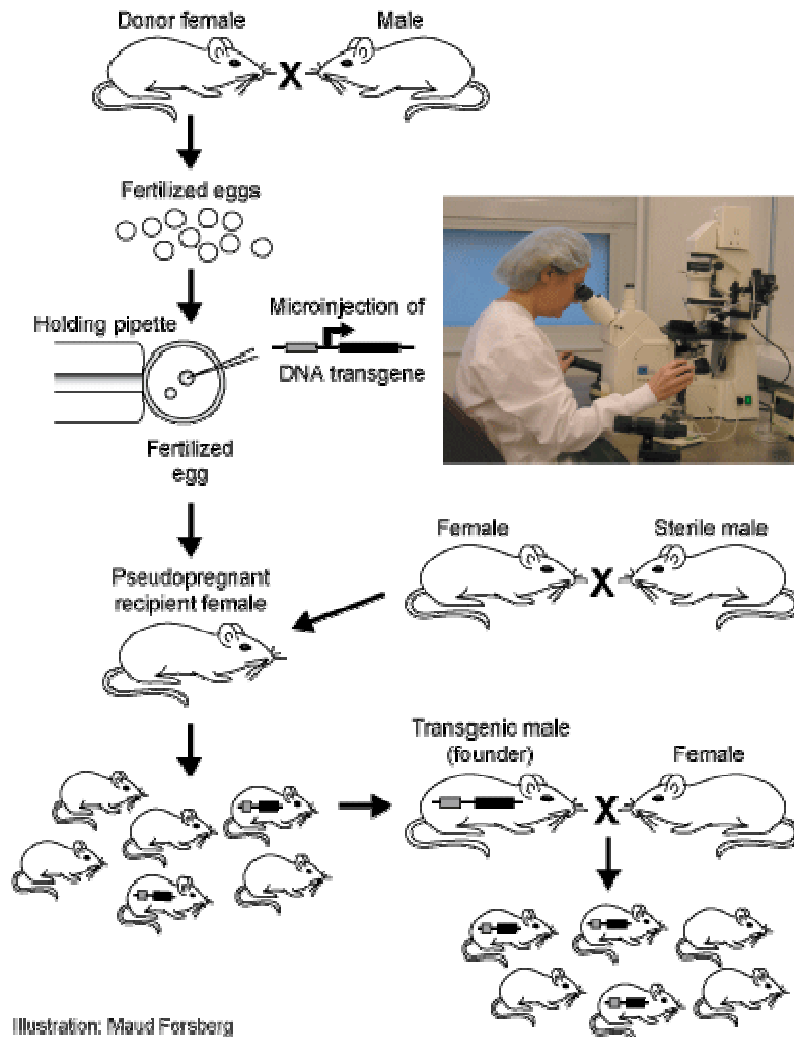 Donor female
Male
X
Fertilized eggs
Microinjection of
DNA transgene
Holding pipette
Fertilized
egg
Female
Sterile male
X
Pseudopregnant
recipient female
Transgenic male
(founder)
Female
X
Illustration: Maud Forsberg